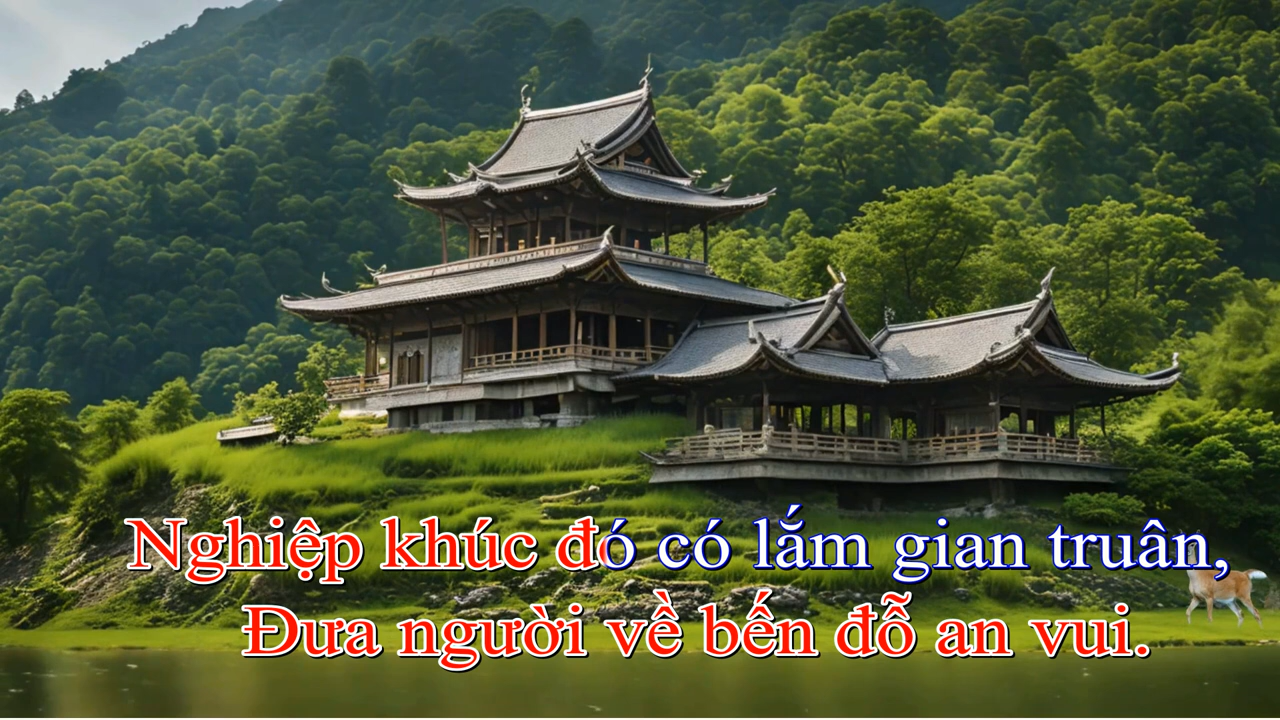 Nghiệp khúc đó có lắm gian truân,
Đưa người về bến đỗ an vui.